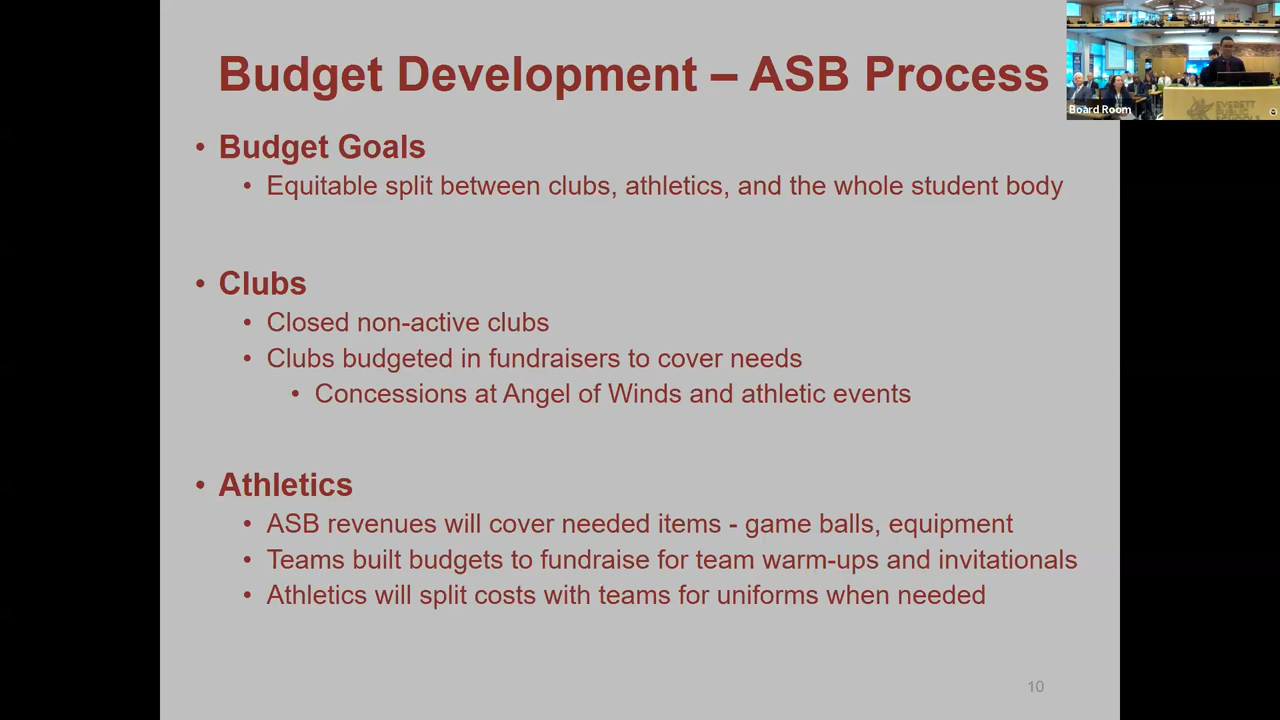 Budget Development – ASB Process
• Budget Goals
• Equitable split between clubs, athletics, and the whole student body
• Clubs
• Closed non-active clubs
• Clubs budgeted in fundraisers to cover needs
• Concessions at Angel of Winds and athletic events
• Athletics
• ASB revenues will cover needed items - game balls, equipment
• Teams built budgets to fundraise for team warm-ups and invitationals
• Athletics will split costs with teams for uniforms when needed
10
Board Room
EVERETT
PUBLIC